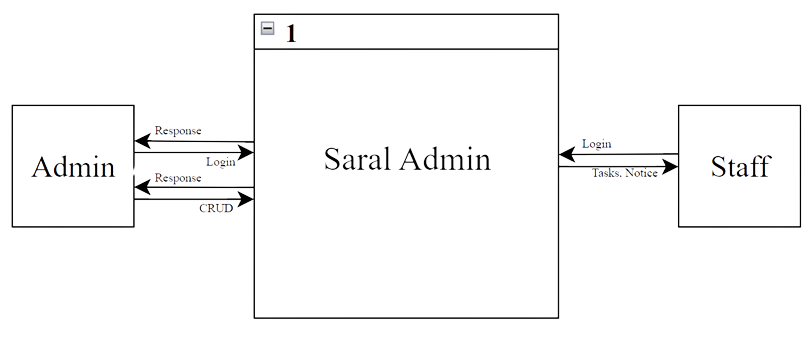 1
Admin
Response
Login
Response
CRUD
Saral Admin
Login
Tasks. Notice
Staff